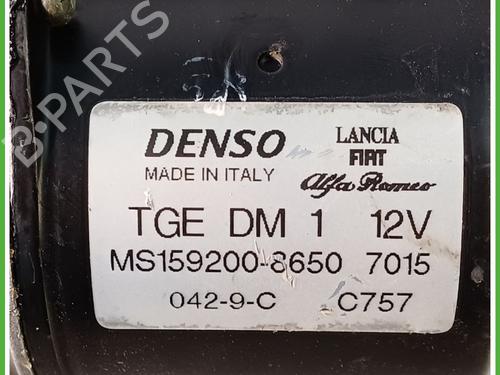 B-PARTS
DENSO LANCIA
FIAT
MADE IN ITALY Alfa Romeo
TGE DM 1 12V
MS159200-8650 7015
042-9-C C757